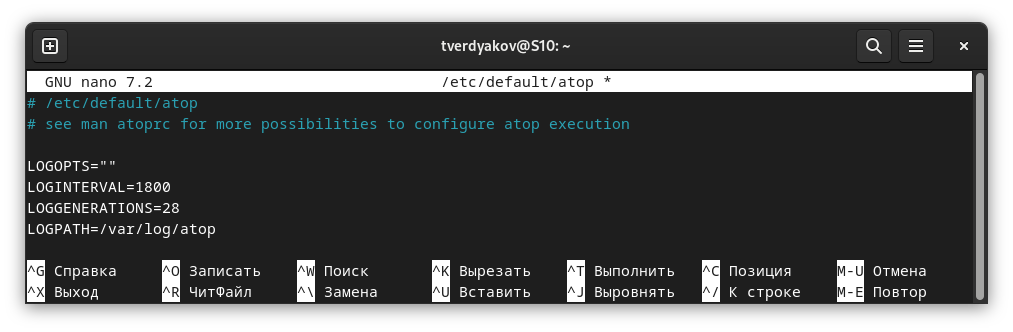 tverdyakov@S10: ~
GNU nano 7.2 /etc/default/atop *
# /etc/default/atop
# see man atoprc for more possibilities to configure atop execution
LOGOPTS=""
LOGINTERVAL=1800
LOGGENERATIONS=28
LOGPATH=/var/log/atop
^G Справка ^O Записать ^W Поиск ^K Вырезать ^T Выполнить ^C Позиция M-U Отмена
^X Выход ^R ЧитФайл ^\ Замена ^U Вставить ^J Выровнять ^/ К строке M-E Повтор